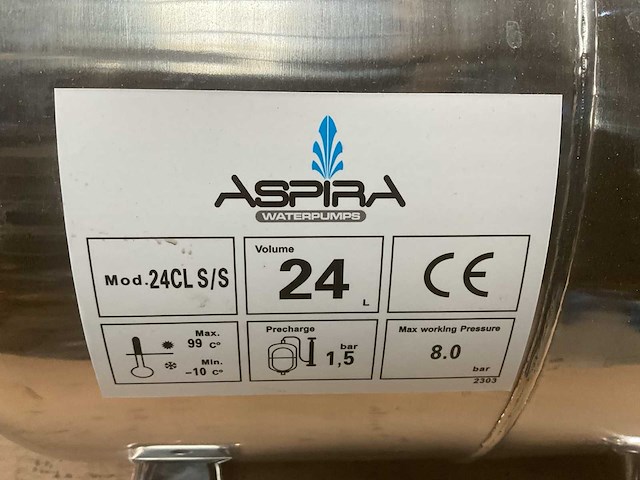 ASPIRA
WATERPUMPS
Mod. 24CL S/S
Volume
24 L
CE
Max.
99 C°
Min.
-10 C°
Precharge
bar
1,5
Max working Pressure
8.0
bar
2303